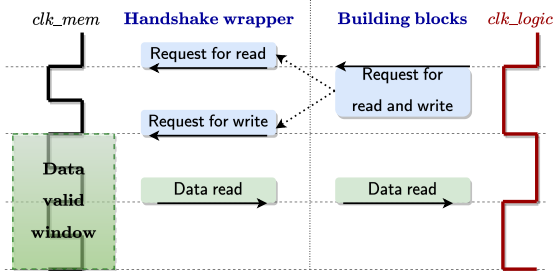 clk_mem Handshake wrapper Building blocks clk_logic
Request for read
Request for
read and write
Request for write
Data
valid
window
Data read
Data read